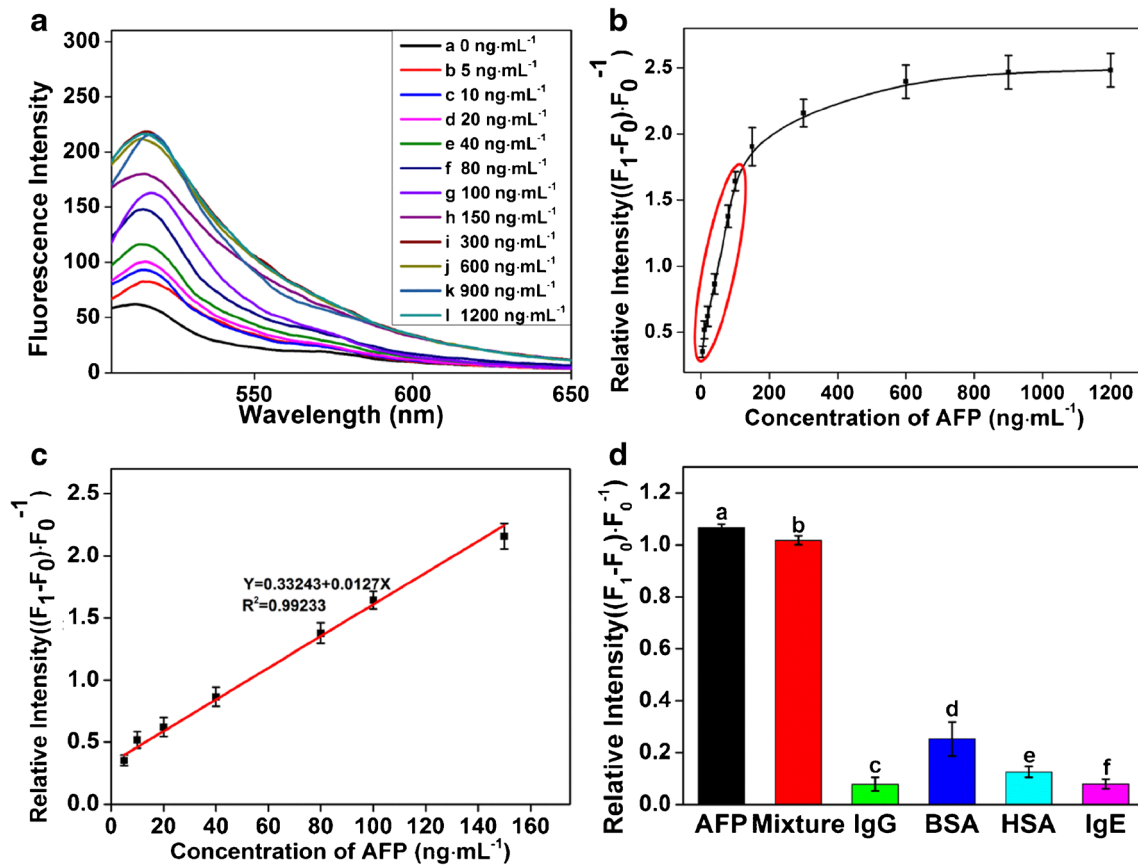 a
300
250
200
150
100
50
0
Fluorescence Intensity
550
600
650
Wavelength (nm)
a 0 ng·mL⁻¹
b 5 ng·mL⁻¹
c 10 ng·mL⁻¹
d 20 ng·mL⁻¹
e 40 ng·mL⁻¹
f 80 ng·mL⁻¹
g 100 ng·mL⁻¹
h 150 ng·mL⁻¹
i 300 ng·mL⁻¹
j 600 ng·mL⁻¹
k 900 ng·mL⁻¹
l 1200 ng·mL⁻¹
b
2.5
2.0
1.5
1.0
0.5
Relative Intensity((F₁-F₀)·F₀⁻¹)
0 200 400 600 800 1000 1200
Concentration of AFP (ng·mL⁻¹)
c
2.5
2.0
1.5
1.0
0.5
0.0
Relative Intensity((F₁-F₀)·F₀⁻¹)
Y=0.33243+0.0127X
R²=0.99233
0 20 40 60 80 100 120 140 160
Concentration of AFP (ng·mL⁻¹)
d
1.2
1.0
0.8
0.6
0.4
0.2
0.0
Relative Intensity((F₁-F₀)·F₀⁻¹)
a
b
c
d
e
f
AFP Mixture IgG BSA HSA IgE